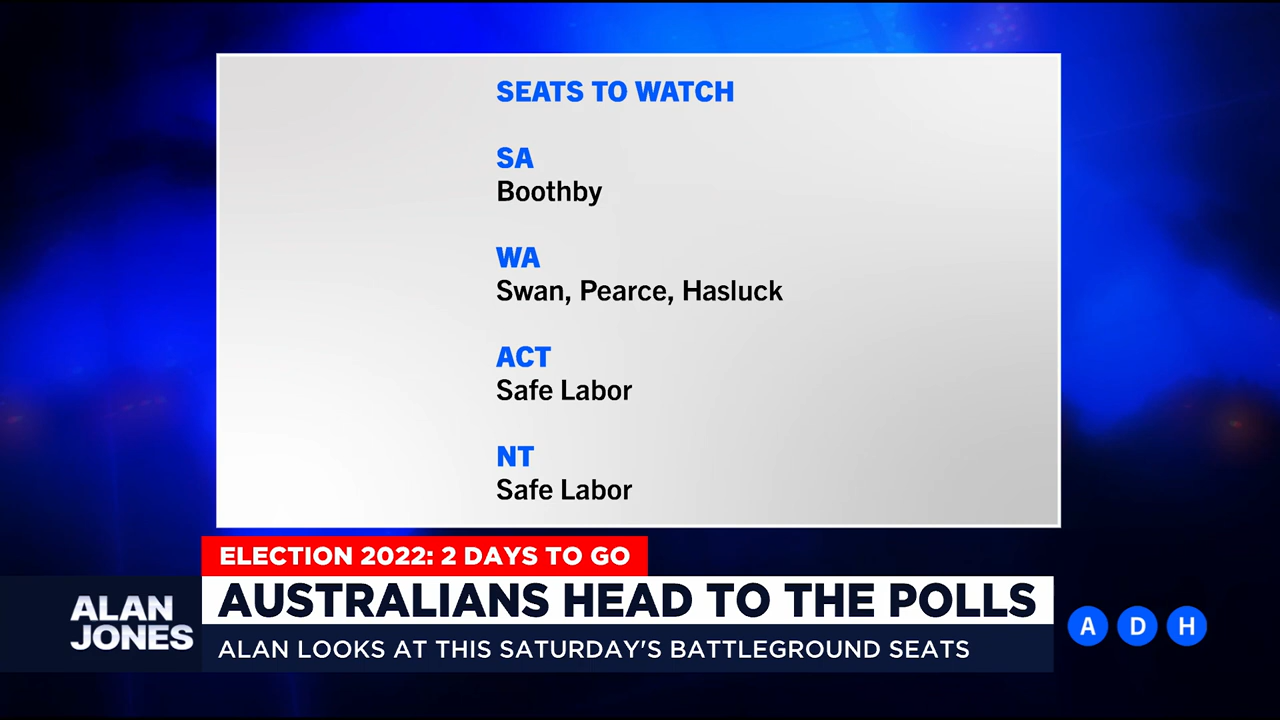 SEATS TO WATCH
SA
Boothby
WA
Swan, Pearce, Hasluck
ACT
Safe Labor
NT
Safe Labor
ELECTION 2022: 2 DAYS TO GO
AUSTRALIANS HEAD TO THE POLLS
ALAN LOOKS AT THIS SATURDAY'S BATTLEGROUND SEATS
ALAN
JONES
A D H